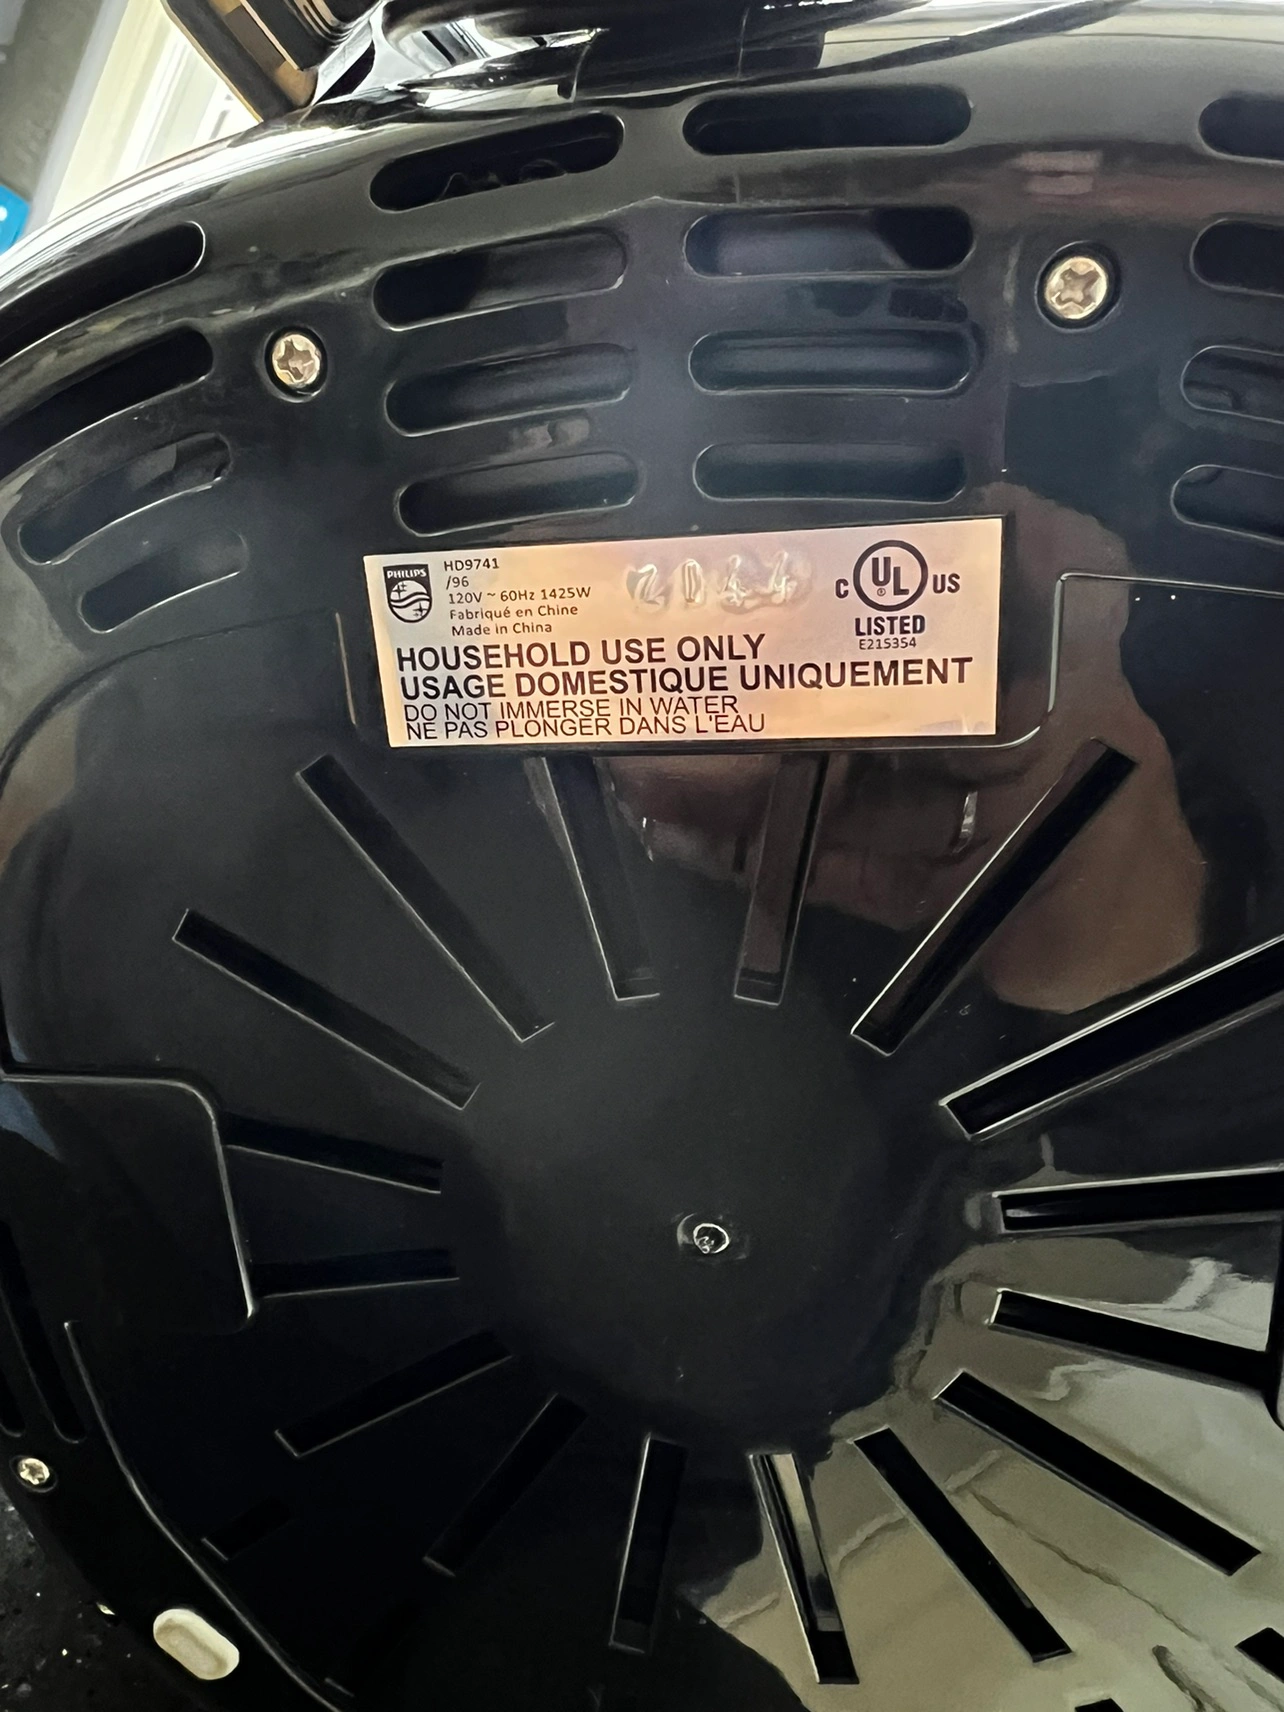 PHILIPS
HD9741
/96
120V ~ 60Hz 1425W
Fabriqué en Chine
Made in China
2044
C UL ® US
LISTED
E215354
HOUSEHOLD USE ONLY
USAGE DOMESTIQUE UNIQUEMENT
DO NOT IMMERSE IN WATER
NE PAS PLONGER DANS L'EAU